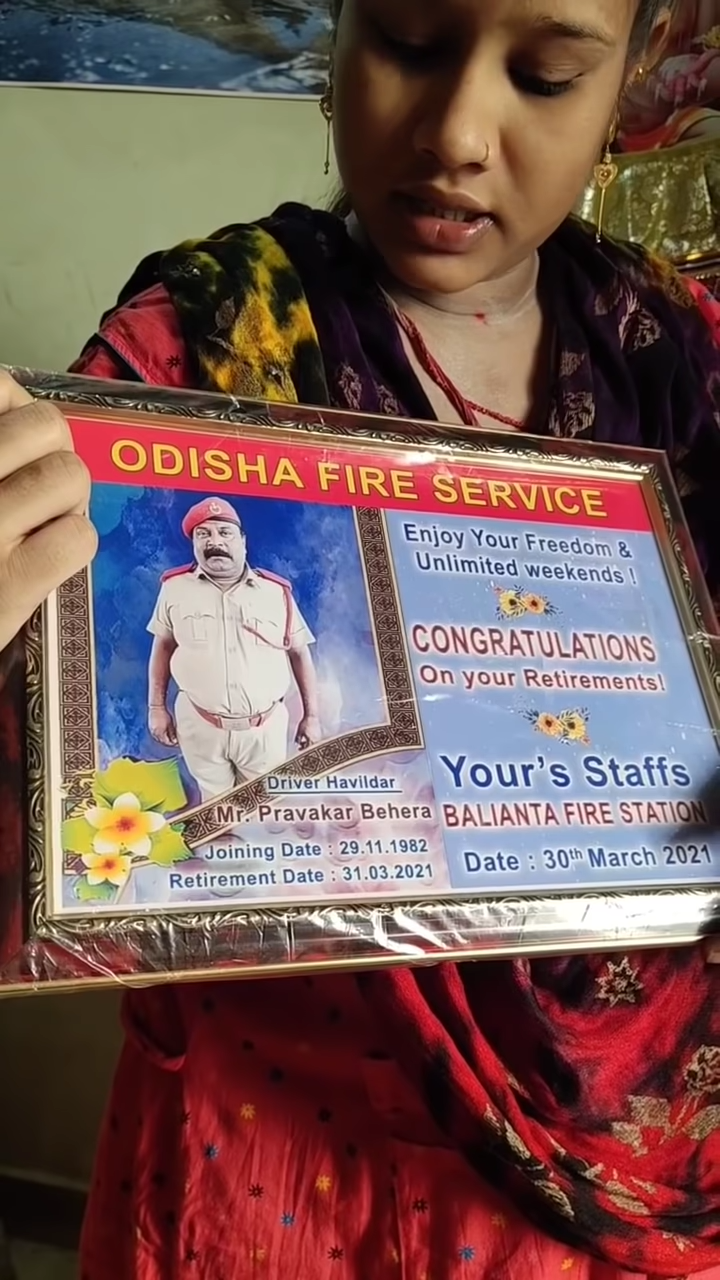 ODISHA FIRE SERVICE
Enjoy Your Freedom &
Unlimited weekends !
CONGRATULATIONS
On your Retirements!
Your's Staffs
BALIANTA FIRE STATION
Date : 30th March 2021
Driver Havildar
Mr. Pravakar Behera
Joining Date : 29.11.1982
Retirement Date : 31.03.2021